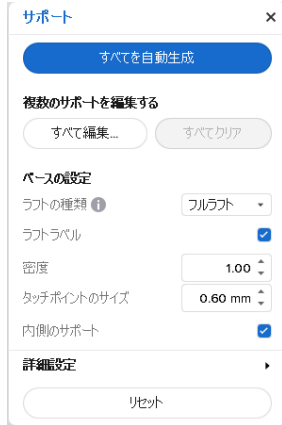 サポート ×
すべてを自動生成
複数のサポートを編集する
すべて編集... すべてクリア
ベースの設定
ラフトの種類 フルラフト
ラフトラベル
密度 1.00
タッチポイントのサイズ 0.60 mm
内側のサポート
詳細設定
リセット